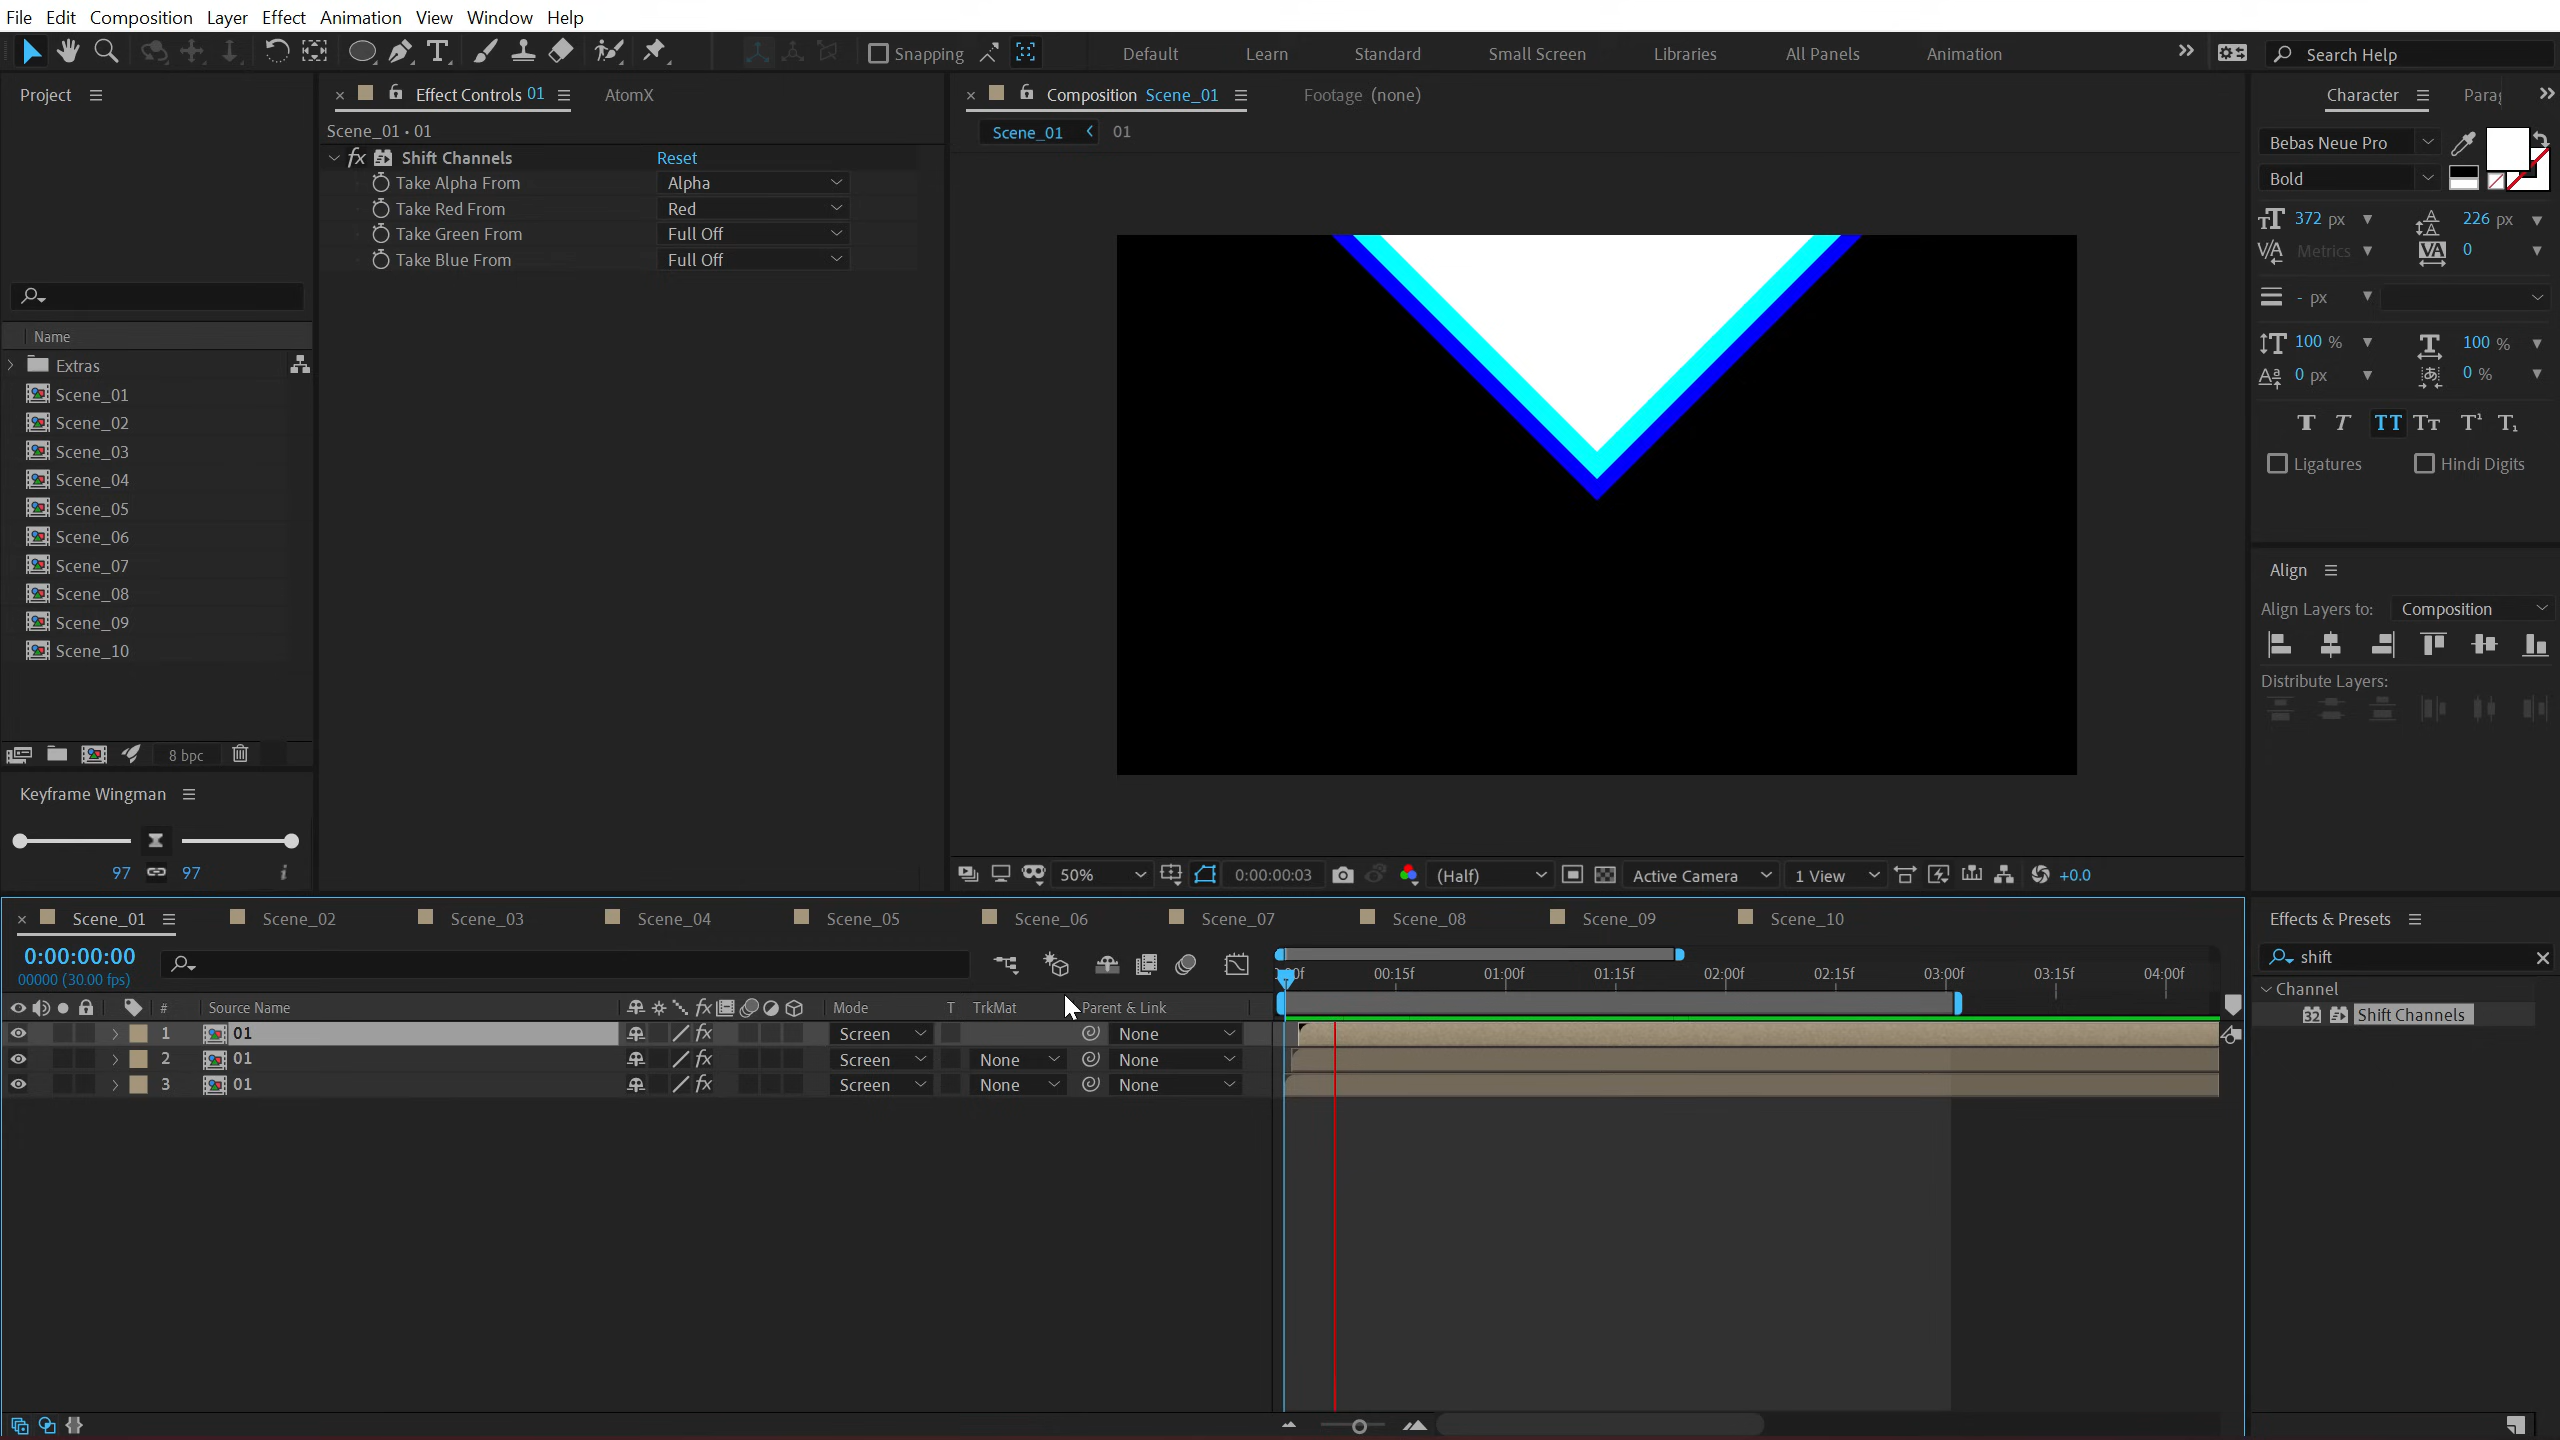 File Edit Composition Layer Effect Animation View Window Help
Snapping Default Learn Standard Small Screen Libraries All Panels Animation Search Help
Project
Name
Extras
Scene_01
Scene_02
Scene_03
Scene_04
Scene_05
Scene_06
Scene_07
Scene_08
Scene_09
Scene_10
8 bpc
Keyframe Wingman
97 97
Effect Controls 01 AtomX
Scene_01 • 01
fx Shift Channels Reset
Take Alpha From Alpha
Take Red From Red
Take Green From Full Off
Take Blue From Full Off
Composition Scene_01 Footage (none)
Scene_01 01
50% 0:00:00:03 (Half) Active Camera 1 View +0.0
Character Para
Bebas Neue Pro
Bold
372 px 226 px
Metrics 0
- px
100 % 100 %
0 px 0 %
Ligatures Hindi Digits
Align
Align Layers to: Composition
Distribute Layers:
Effects & Presets
shift
Channel
32 Shift Channels
Scene_01 Scene_02 Scene_03 Scene_04 Scene_05 Scene_06 Scene_07 Scene_08 Scene_09 Scene_10
0:00:00:00
00000 (30.00 fps)
00:15f 01:00f 01:15f 02:00f 02:15f 03:00f 03:15f 04:00f
# Source Name fx Mode T TrkMat Parent & Link
1 01 fx Screen None
2 01 fx Screen None None
3 01 fx Screen None None